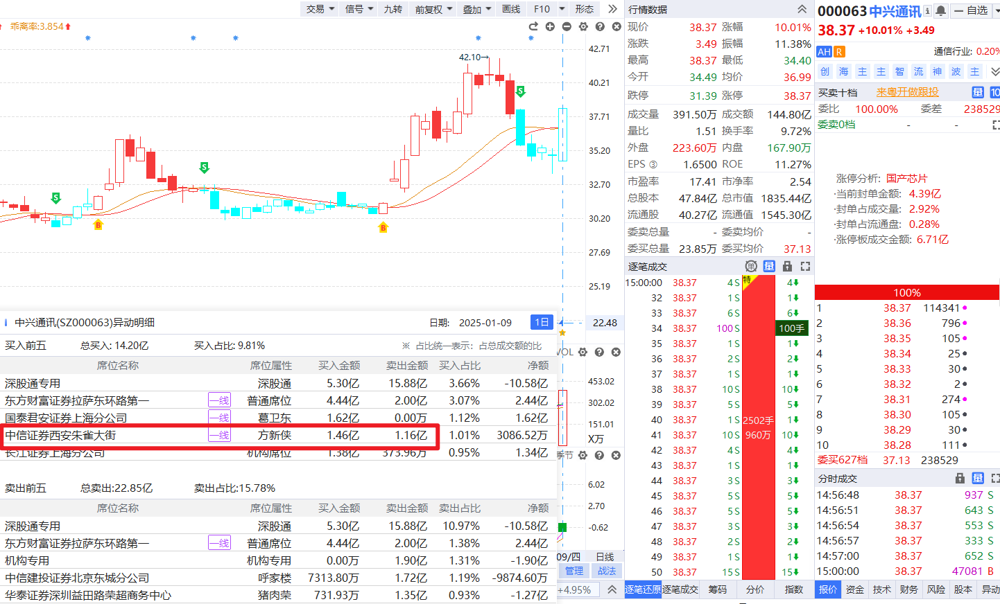 交易 信号 九转 前复权 叠加 画线 F10 形态
乖离率:3.854
42.10
42.71
40.21
37.71
35.20
32.70
30.20
27.69
25.19
22.48
S
S
S
B
B
中兴通讯(SZ000063)异动明细 日期: 2025-01-09 1日
买入前五 总买入: 14.20亿 买入占比: 9.81% ※ 占比统一表示: 占总成交额的比
席位名称 席位属性 买入金额 卖出金额 买入占比 净额
深股通专用 深股通 5.30亿 15.88亿 3.66% -10.58亿
东方财富证券拉萨东环路第一 一线 普通席位 4.44亿 2.00亿 3.07% 2.44亿
国泰君安证券上海分公司 一线 葛卫东 1.62亿 0.00万 1.12% 1.62亿
中信证券西安朱雀大街 一线 方新侠 1.46亿 1.16亿 1.01% 3086.52万
长江证券上海分公司 机构席位 1.38亿 373.96万 0.95% 1.34亿
卖出前五 总卖出:22.85亿 卖出占比:15.78%
席位名称 席位属性 买入金额 卖出金额 卖出占比 净额
深股通专用 深股通 5.30亿 15.88亿 10.97% -10.58亿
东方财富证券拉萨东环路第一 一线 普通席位 4.44亿 2.00亿 1.38% 2.44亿
机构专用 机构专用 0.00万 1.90亿 1.31% -1.90亿
中信建投证券北京东城分公司 呼家楼 7313.80万 1.72亿 1.19% -9874.60万
华泰证券深圳益田路荣超商务中心 猪肉荣 731.93万 1.35亿 0.93% -1.27亿
VOL
453.02
302.02
151.01
X万
季节
6.02
2.70
-0.62
09/四 日线
管理 战法
+4.95%
行情数据
现价 38.37 涨幅 10.01%
涨跌 3.49 振幅 11.38%
最高 38.37 最低 34.40
今开 34.49 均价 36.99
跌停 31.39 涨停 38.37
成交量 391.50万 成交额 144.80亿
量比 1.51 换手率 9.72%
外盘 223.60万 内盘 167.90万
EPS ③ 1.6500 ROE 11.27%
市盈率 17.41 市净率 2.54
总股本 47.84亿 总市值 1835.44亿
流通股 40.27亿 流通值 1545.30亿
委卖总量 - 委卖均价 -
委买总量 23.85万 委买均价 37.13
逐笔成交 单 量
15:00:00 38.37 4 S 特 4
32 38.37 1 S 1
33 38.37 6 S 6
34 38.37 100 S 100手
35 38.37 1 S 1
36 38.37 2 S 2
37 38.37 1 S 1
38 38.37 10 S 10
39 38.37 5 S 5
40 38.37 1 S 2502手 1
41 38.37 10 S 960万 10
42 38.37 4 S 4
43 38.37 1 S 1
44 38.37 3 S 3
45 38.37 5 S 5
46 38.37 5 S 5
47 38.37 3 S 3
48 38.37 2 S 2
49 38.37 1 S 1
50 38.37 15 S 15
逐笔还原 逐笔成交 筹码 分价 指数
000063 中兴通讯 自选
38.37 +10.01% +3.49
AH R 通信行业: 0.20%
创 海 主 主 智 流 神 波 主
买卖十档 来粤开做跟投 量 10
委比 100.00% 委差 238529
委卖0档 - -
涨停分析: 国产芯片
·当前封单金额: 4.39亿
·封单占成交量: 2.92%
·封单占流通盘: 0.28%
·涨停板成交金额: 6.71亿
100%
1 38.37 114341
2 38.36 796
3 38.35 105
4 38.34 25
5 38.33 30
6 38.32 2
7 38.31 274
8 38.30 105
9 38.29 30
10 38.28 111
委买627档 37.13 238529
分时成交 量
14:56:48 38.37 937 S
14:56:51 38.37 643 S
14:56:54 38.37 553 S
14:56:57 38.37 333 S
14:57:00 38.37 652 S
15:00:00 38.37 47081 B
报价 资金 技术 财务 风险 股本 异动